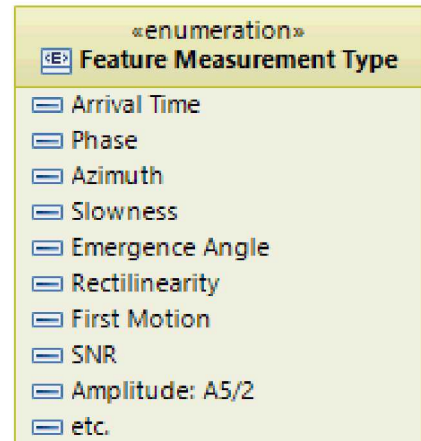 «enumeration»
<E> Feature Measurement Type
Arrival Time
Phase
Azimuth
Slowness
Emergence Angle
Rectilinearity
First Motion
SNR
Amplitude: A5/2
etc.